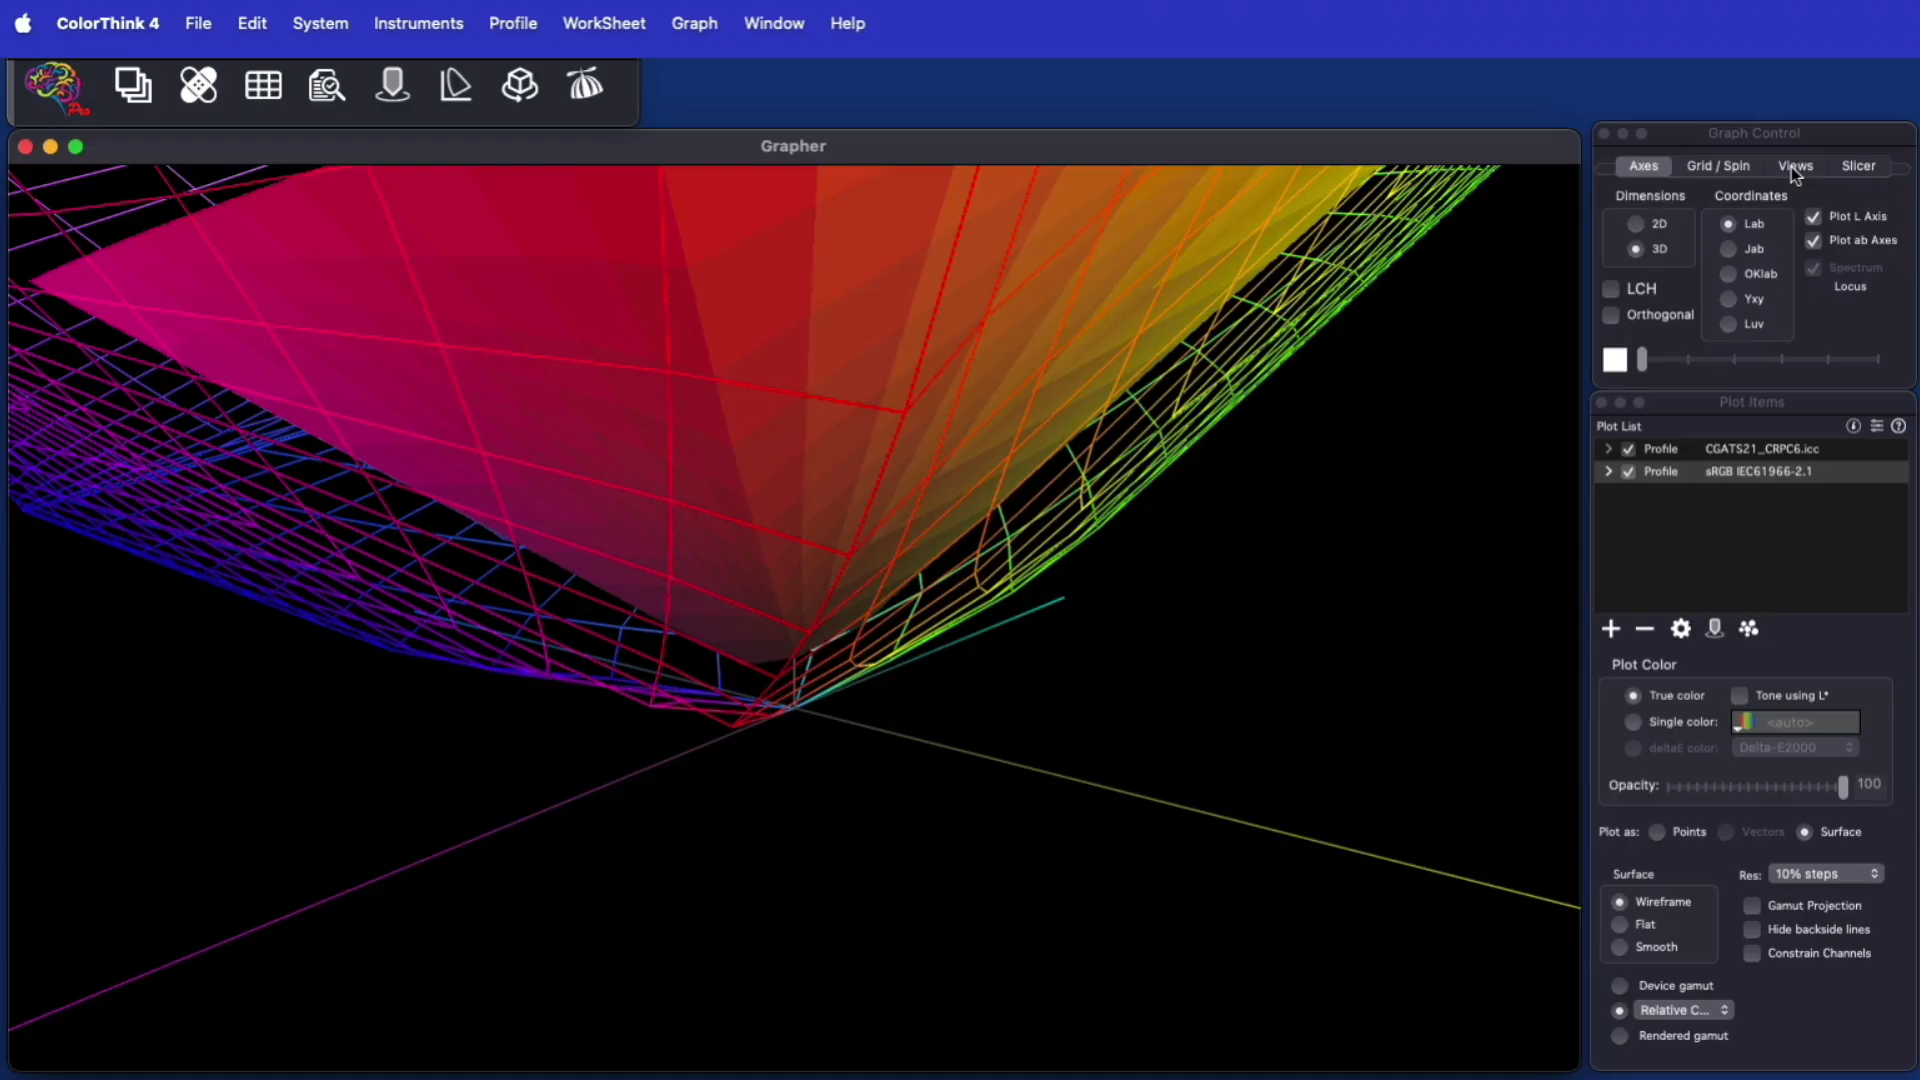 ColorThink 4 File Edit System Instruments Profile WorkSheet Graph Window Help
Pro
Grapher
Graph Control
Axes Grid / Spin Views Slicer
Dimensions Coordinates
2D Lab Plot L Axis
3D Jab Plot ab Axes
OKlab Spectrum
LCH Locus
Yxy
Orthogonal
Luv
Plot Items
Plot List
Profile CGATS21_CRPC6.icc
Profile sRGB IEC61966-2.1
Plot Color
True color Tone using L*
Single color: <auto>
deltaE color: Delta-E2000
Opacity: 100
Plot as: Points Vectors Surface
Surface Res: 10% steps
Wireframe Gamut Projection
Flat Hide backside lines
Smooth Constrain Channels
Device gamut
Relative C...
Rendered gamut